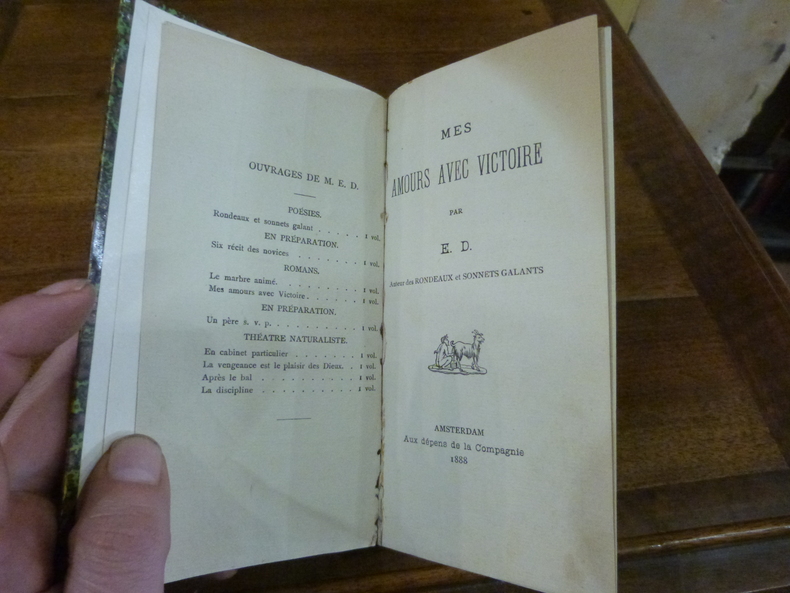 OUVRAGES DE M. E. D.
POÉSIES.
Rondeaux et sonnets galant . . . . . 1 vol.
EN PRÉPARATION.
Six récit des novices . . . . . . . 1 vol.
ROMANS.
Le marbre animé. . . . . . . . . 1 vol.
Mes amours avec Victoire . . . . . . 1 vol.
EN PRÉPARATION.
Un père s. v. p. . . . . . . . . . 1 vol.
THÉATRE NATURALISTE.
En cabinet particulier . . . . . . . 1 vol.
La vengeance est le plaisir des Dieux. . . 1 vol.
Après le bal . . . . . . . . . . 1 vol.
La discipline . . . . . . . . . . 1 vol.
MES
AMOURS AVEC VICTOIRE
PAR
E. D.
Auteur des RONDEAUX et SONNETS GALANTS
AMSTERDAM
Aux dépens de la Compagnie
1888